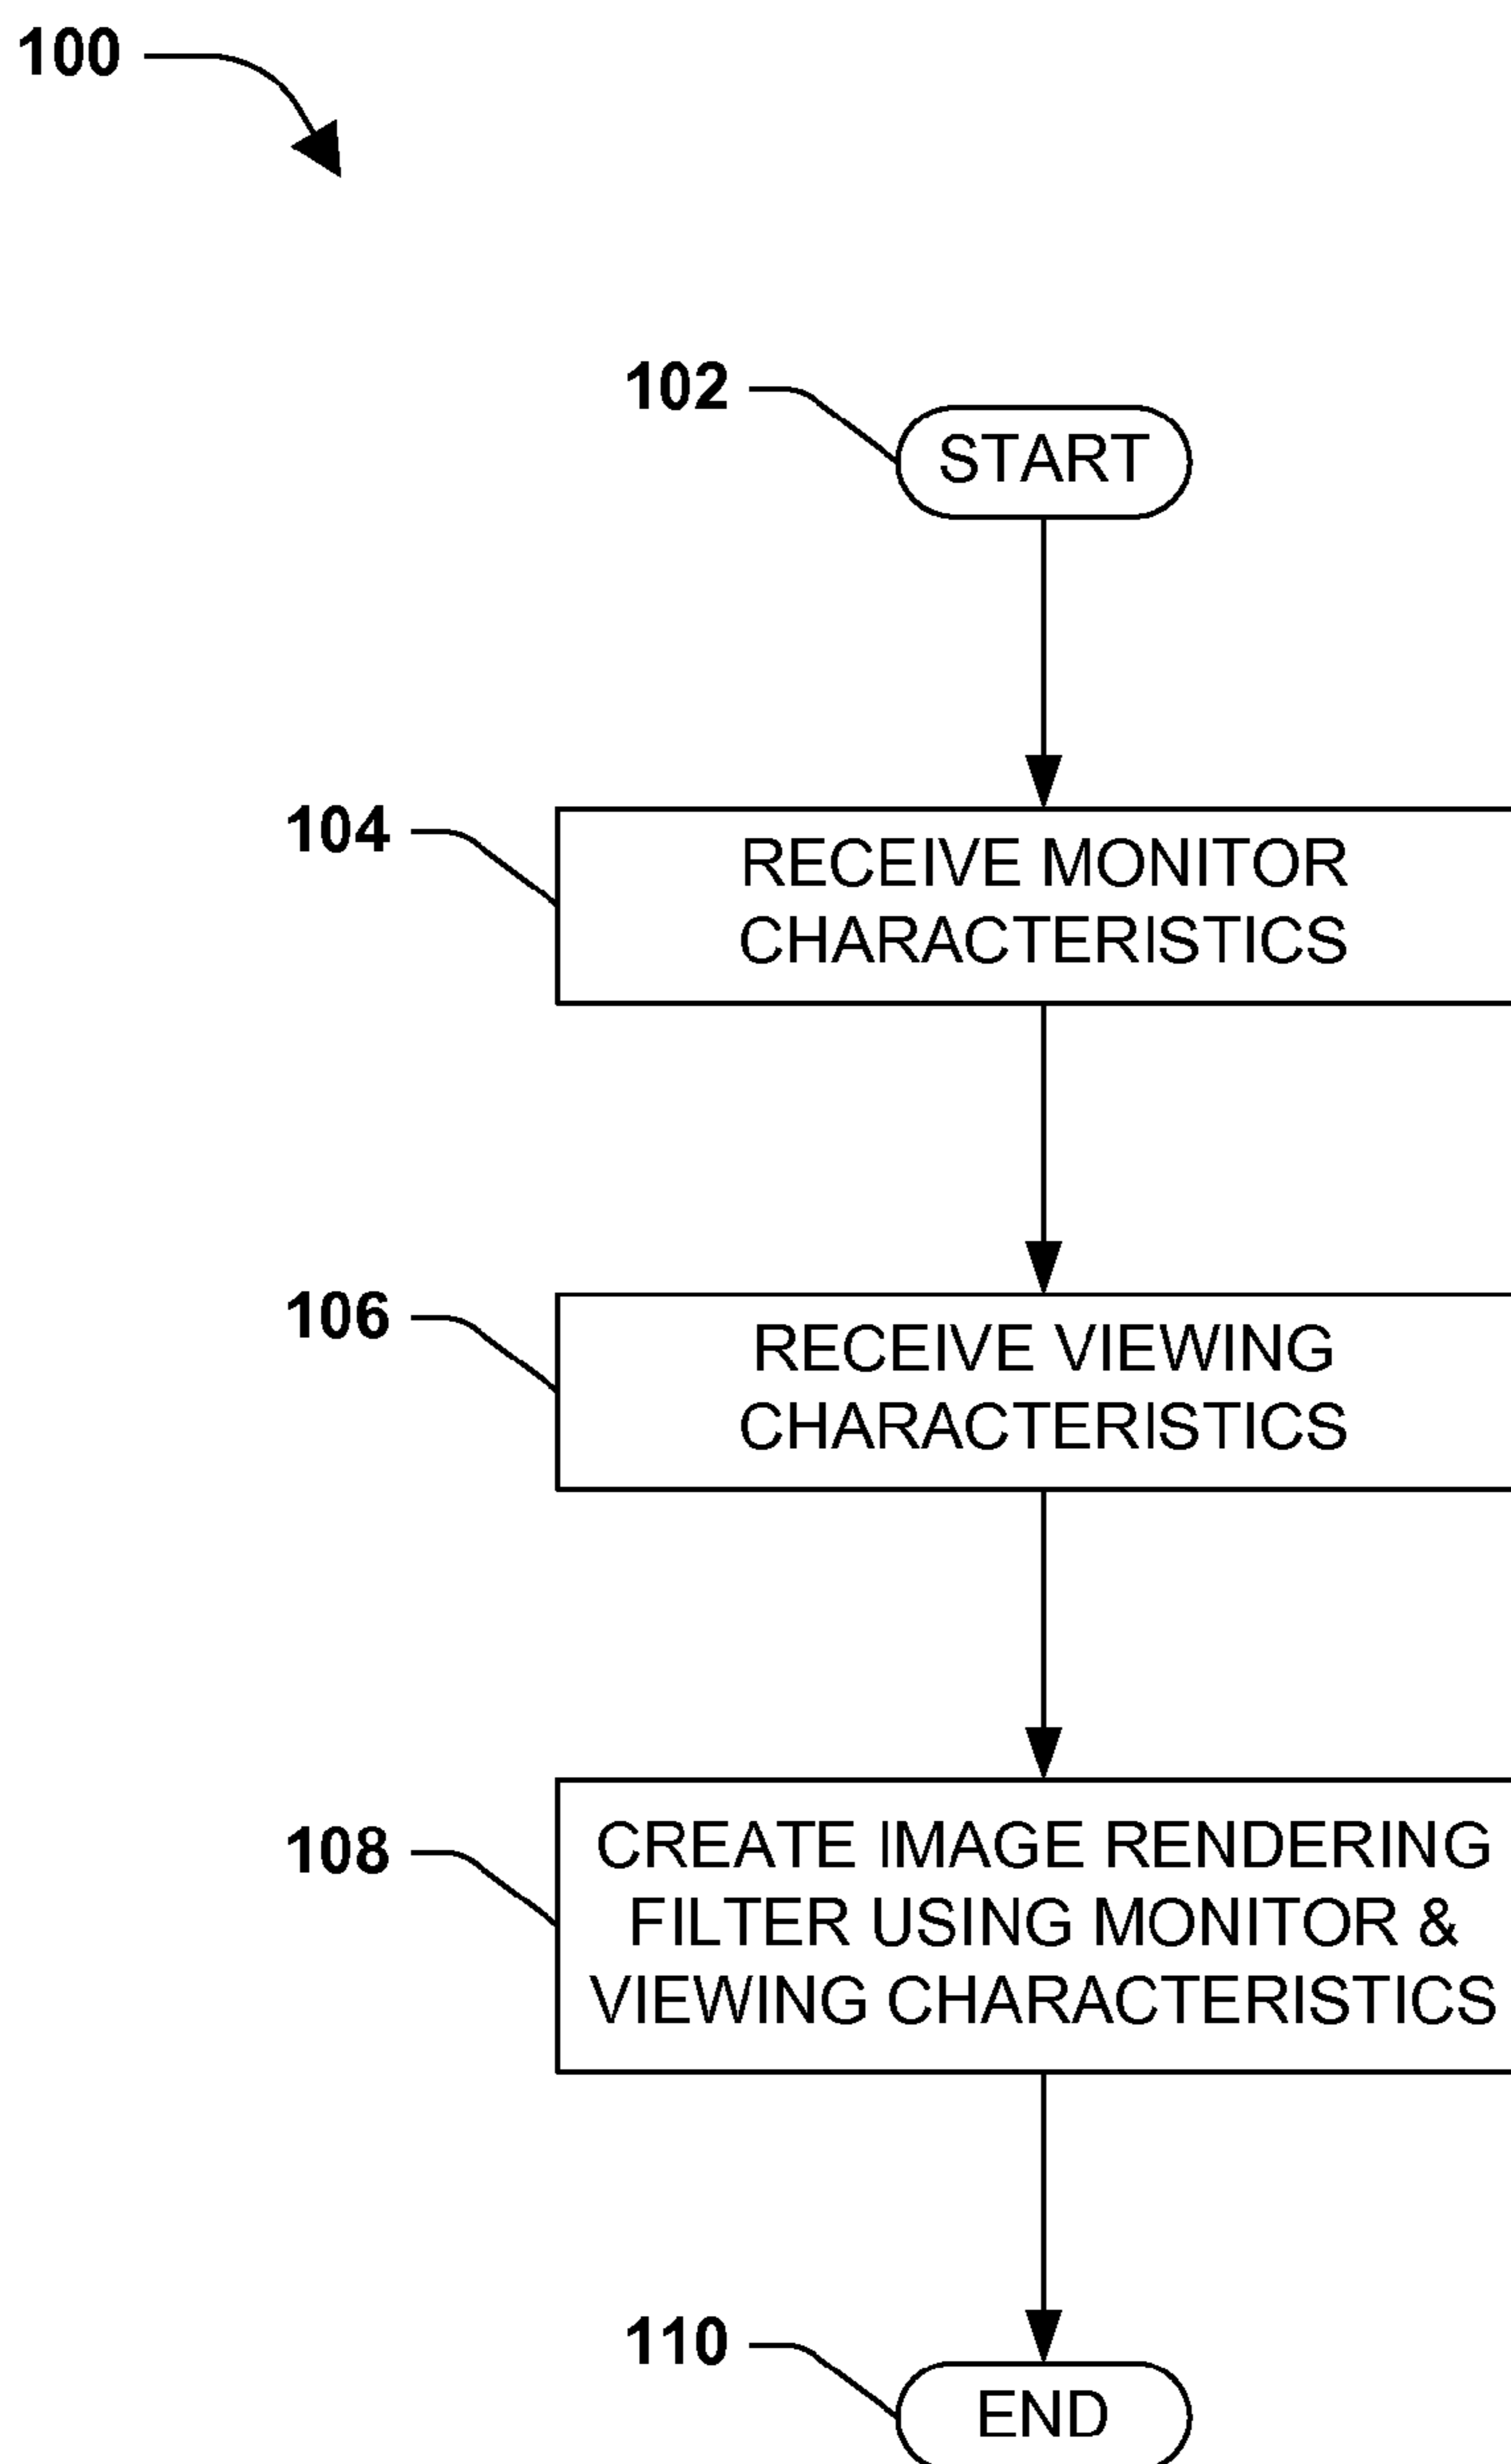 100
102
START
104
RECEIVE MONITOR
CHARACTERISTICS
106
RECEIVE VIEWING
CHARACTERISTICS
108
CREATE IMAGE RENDERING
FILTER USING MONITOR &
VIEWING CHARACTERISTICS
110
END